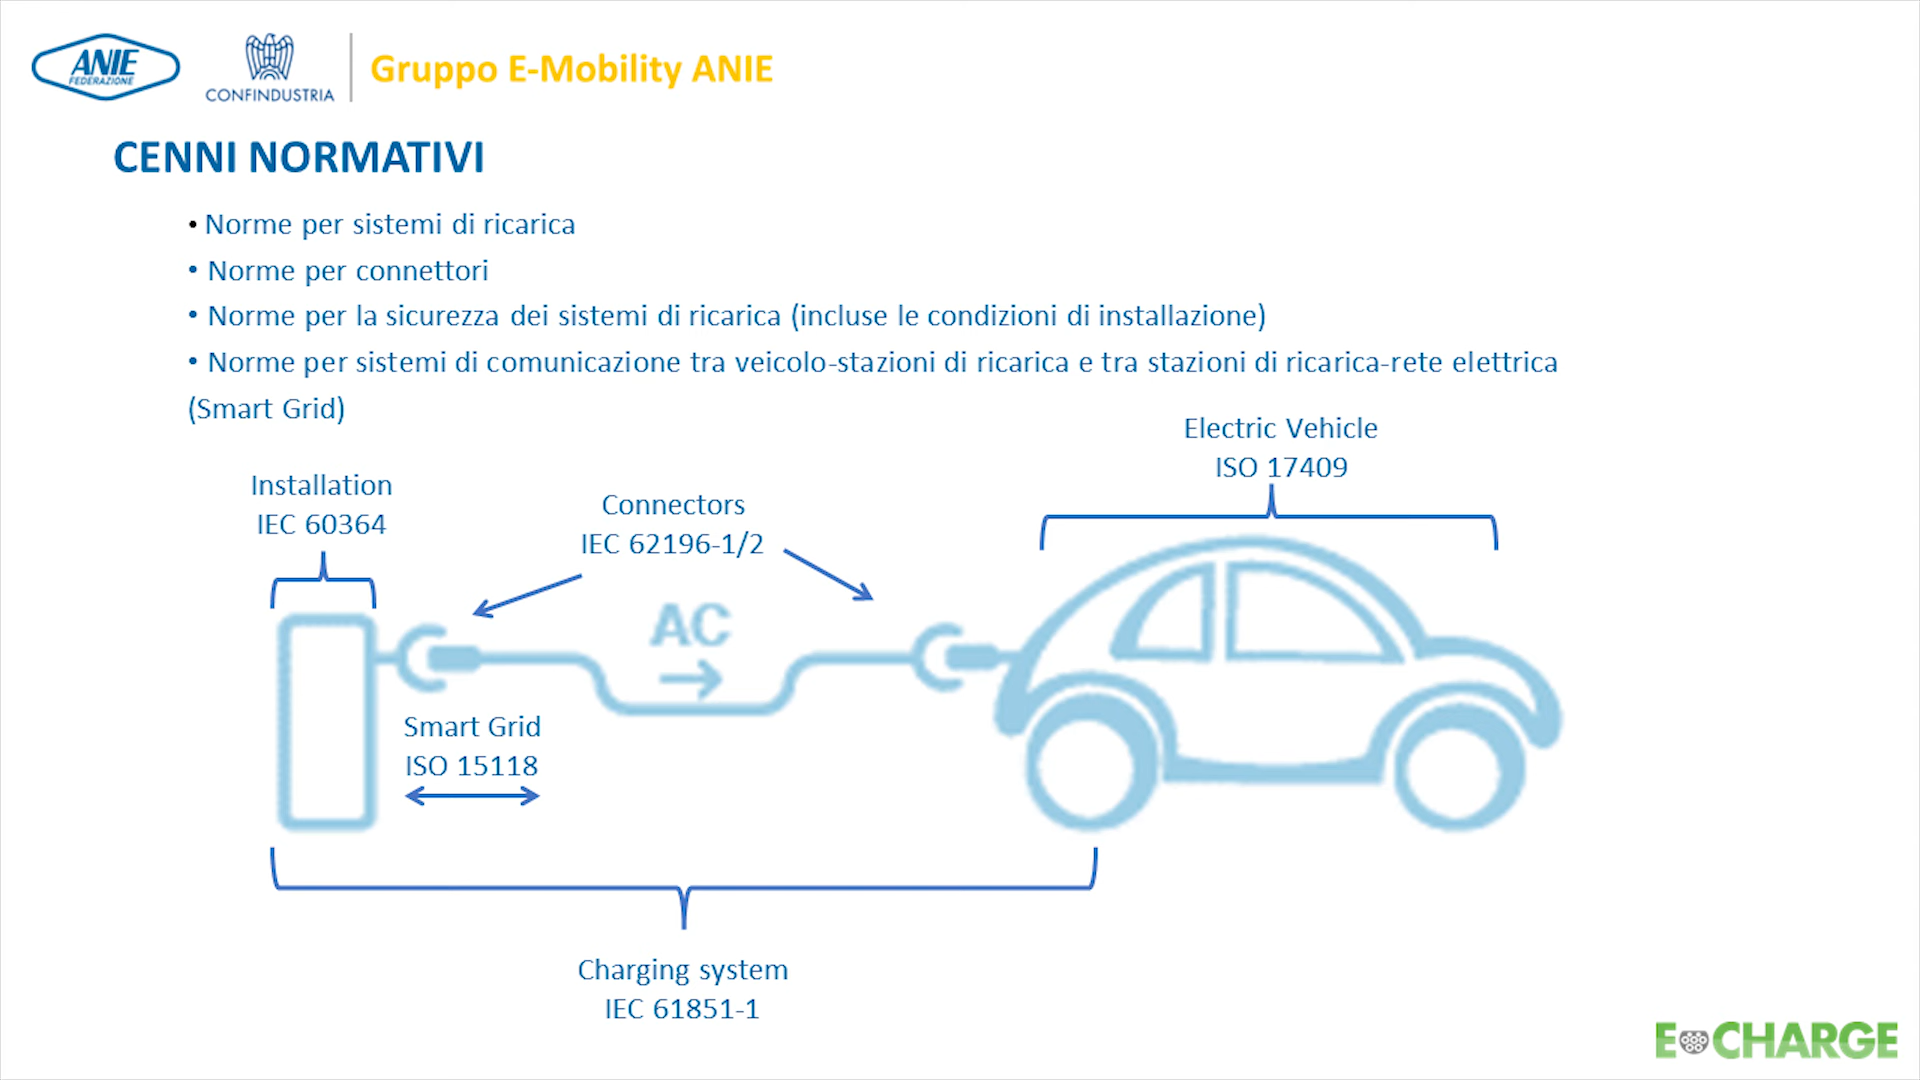 ANIE
FEDERAZIONE
CONFINDUSTRIA
Gruppo E-Mobility ANIE
CENNI NORMATIVI
• Norme per sistemi di ricarica
• Norme per connettori
• Norme per la sicurezza dei sistemi di ricarica (incluse le condizioni di installazione)
• Norme per sistemi di comunicazione tra veicolo-stazioni di ricarica e tra stazioni di ricarica-rete elettrica
(Smart Grid)
Electric Vehicle
ISO 17409
Installation
IEC 60364
Connectors
IEC 62196-1/2
AC
Smart Grid
ISO 15118
Charging system
IEC 61851-1
E CHARGE